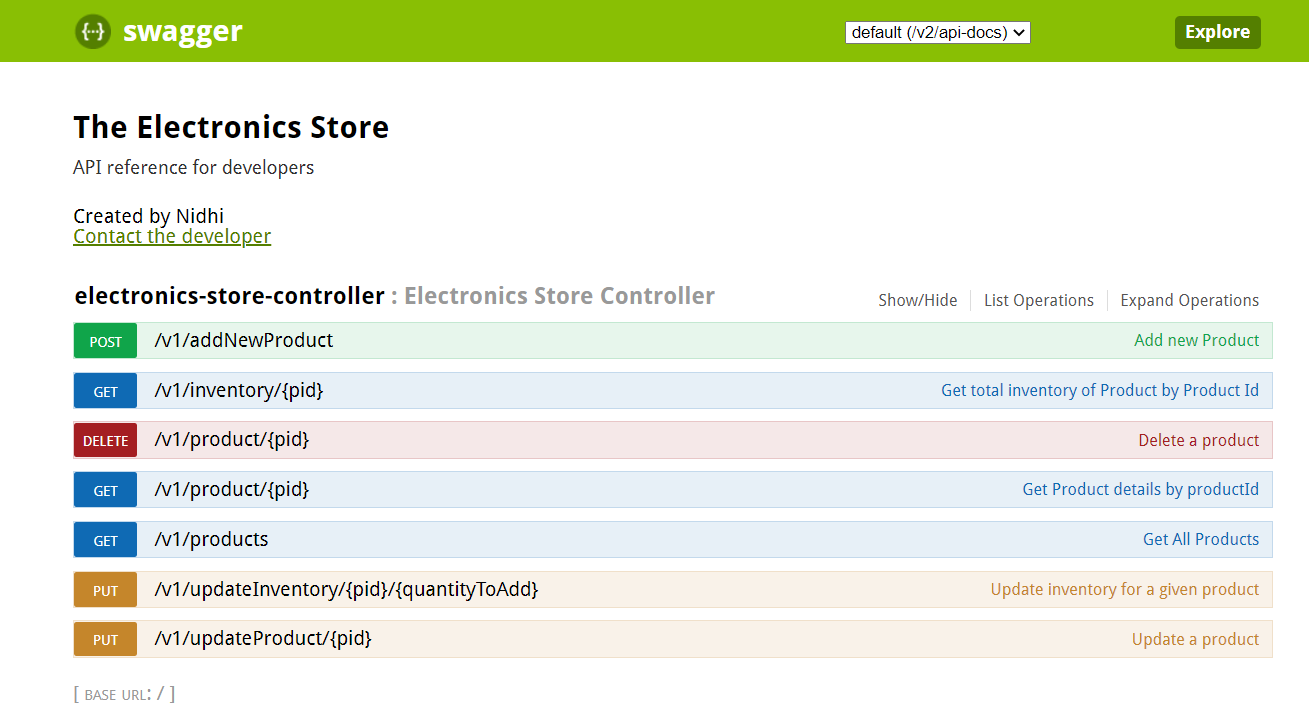 {···} swagger default (/v2/api-docs) Explore
The Electronics Store
API reference for developers
Created by Nidhi
Contact the developer
electronics-store-controller : Electronics Store Controller Show/Hide List Operations Expand Operations
POST /v1/addNewProduct Add new Product
GET /v1/inventory/{pid} Get total inventory of Product by Product Id
DELETE /v1/product/{pid} Delete a product
GET /v1/product/{pid} Get Product details by productId
GET /v1/products Get All Products
PUT /v1/updateInventory/{pid}/{quantityToAdd} Update inventory for a given product
PUT /v1/updateProduct/{pid} Update a product
[ BASE URL: / ]